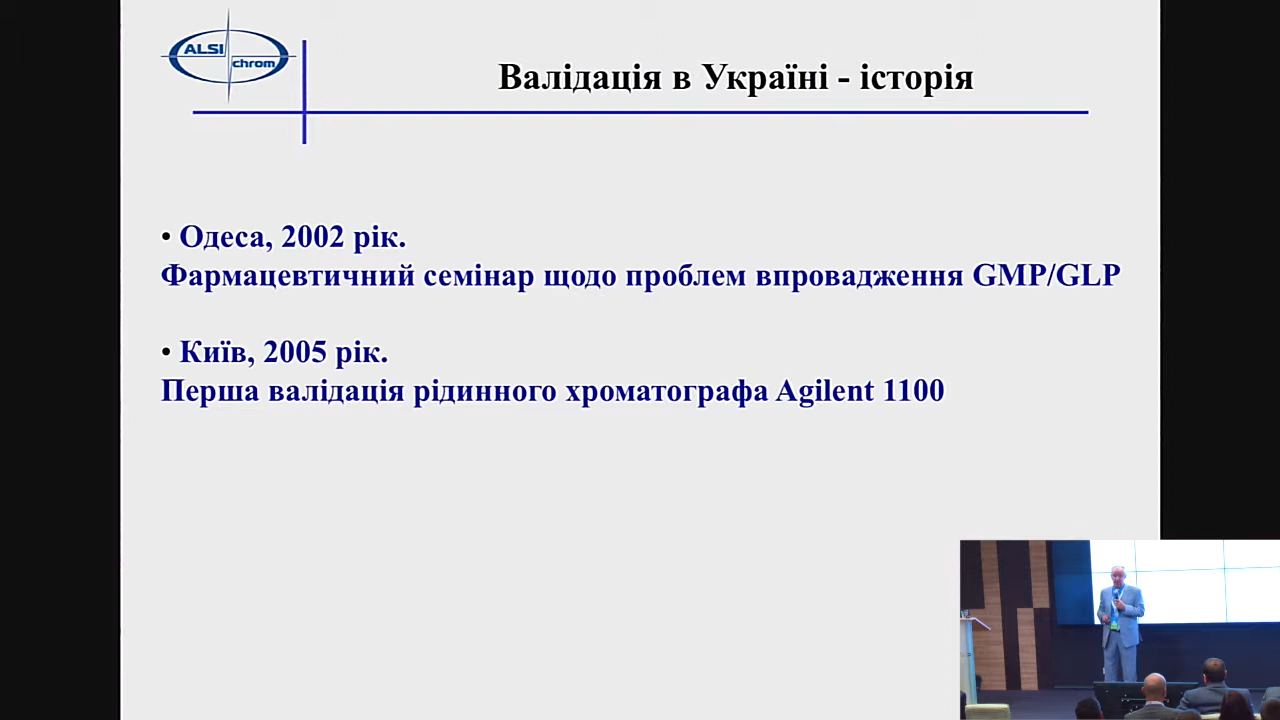 ALSI
chrom
Валідація в Україні - історія
• Одеса, 2002 рік.
Фармацевтичний семінар щодо проблем впровадження GMP/GLP
• Київ, 2005 рік.
Перша валідація рідинного хроматографа Agilent 1100